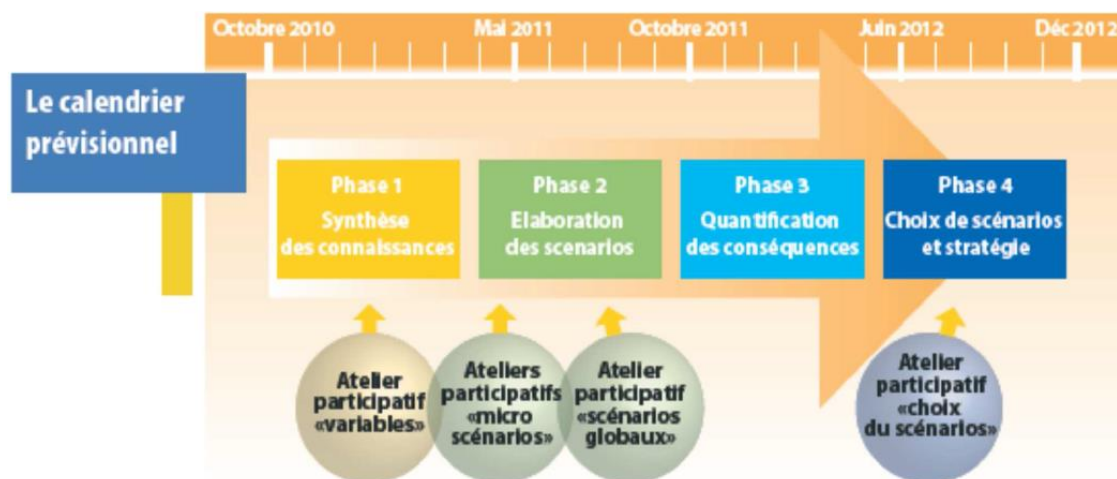 Octobre 2010
Mai 2011
Octobre 2011
Juin 2012
Déc 2012
Le calendrier
prévisionnel
Phase 1
Synthèse
des connaissances
Phase 2
Elaboration
des scenarios
Phase 3
Quantification
des conséquences
Phase 4
Choix de scénarios
et stratégie
Atelier
participatif
«variables»
Ateliers
participatifs
«micro
scénarios»
Atelier
participatif
«scénarios
globaux»
Atelier
participatif
«choix
du scénarios»